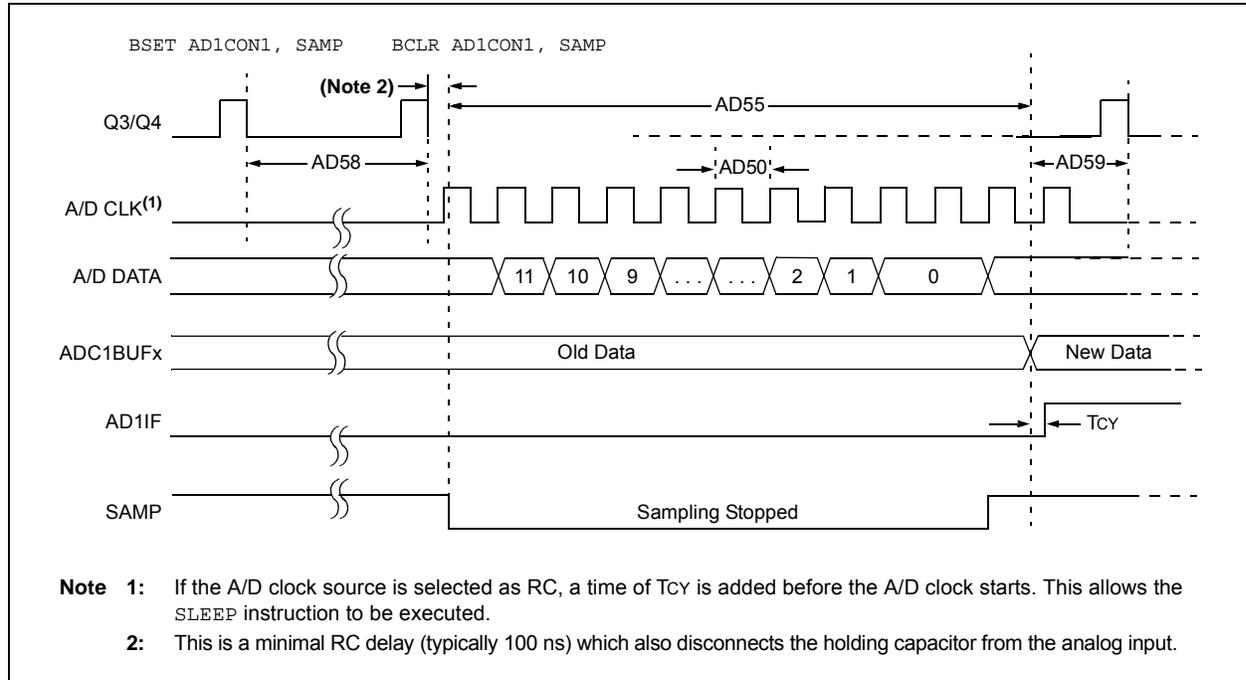 BSET AD1CON1, SAMP BCLR AD1CON1, SAMP
(Note 2)
AD55
Q3/Q4
AD58
AD50
AD59
A/D CLK(1)
A/D DATA
11 10 9 . . . . . . 2 1 0
ADC1BUFx
Old Data
New Data
AD1IF
TCY
SAMP
Sampling Stopped
Note 1: If the A/D clock source is selected as RC, a time of TCY is added before the A/D clock starts. This allows the
SLEEP instruction to be executed.
2: This is a minimal RC delay (typically 100 ns) which also disconnects the holding capacitor from the analog input.